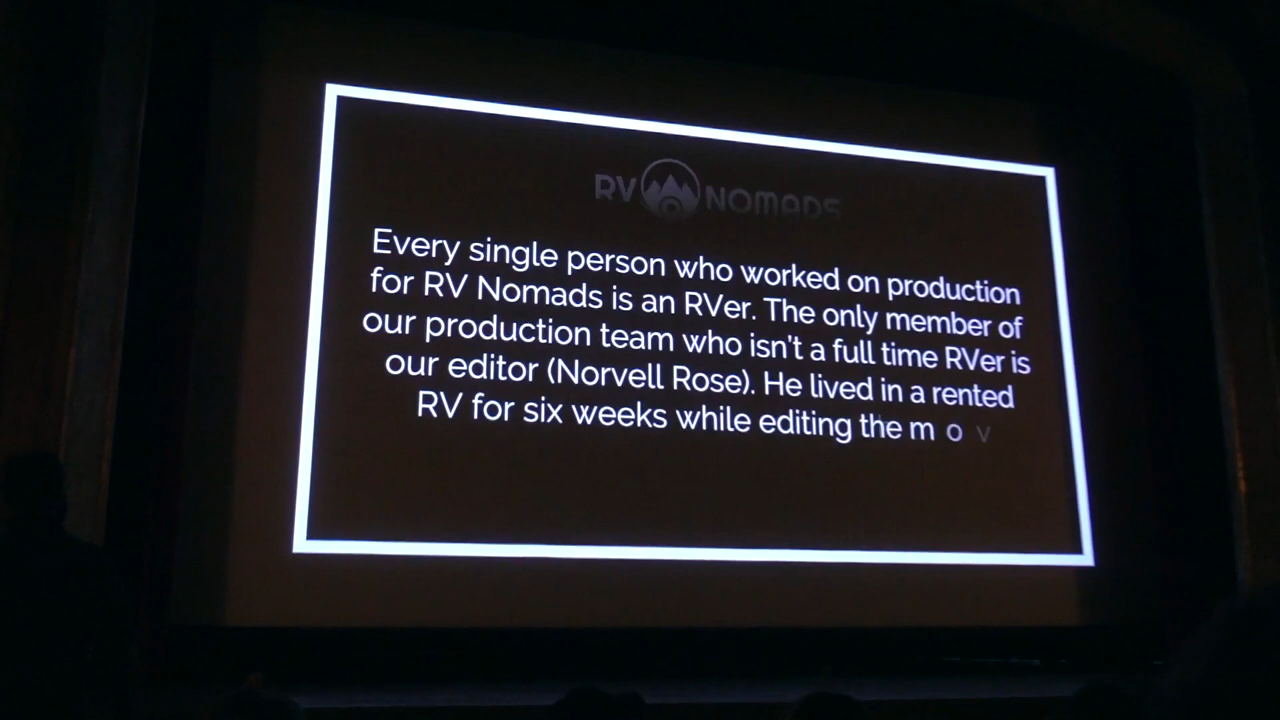 RV NOMADS
Every single person who worked on production
for RV Nomads is an RVer. The only member of
our production team who isn't a full time RVer is
our editor (Norvell Rose). He lived in a rented
RV for six weeks while editing the m o v